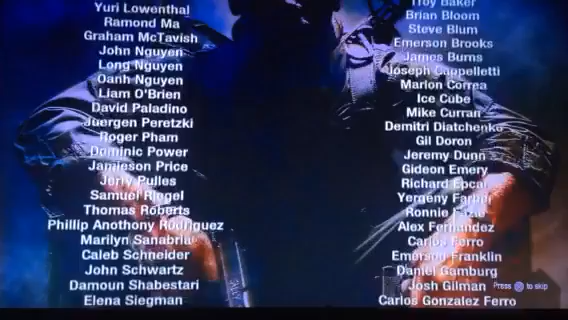 Yuri Lowenthal
Ramond Ma
Graham McTavish
John Nguyen
Long Nguyen
Oanh Nguyen
Liam O'Brien
David Paladino
Juergen Peretzki
Roger Pham
Dominic Power
Jamieson Price
Jerry Pulles
Samuel Riegel
Thomas Roberts
Phillip Anothony Rodriguez
Marilyn Sanabria
Caleb Schneider
John Schwartz
Damoun Shabestari
Elena Siegman
Troy Baker
Brian Bloom
Steve Blum
Emerson Brooks
James Burns
Joseph Cappelletti
Marlon Correa
Ice Cube
Mike Curran
Demitri Diatchenko
Gil Doron
Jeremy Dunn
Gideon Emery
Richard Epcar
Yergeny Farber
Ronnie Fazie
Alex Fernandez
Carlos Ferro
Emerson Franklin
Daniel Gamburg
Josh Gilman
Carlos Gonzalez Ferro
Press to skip